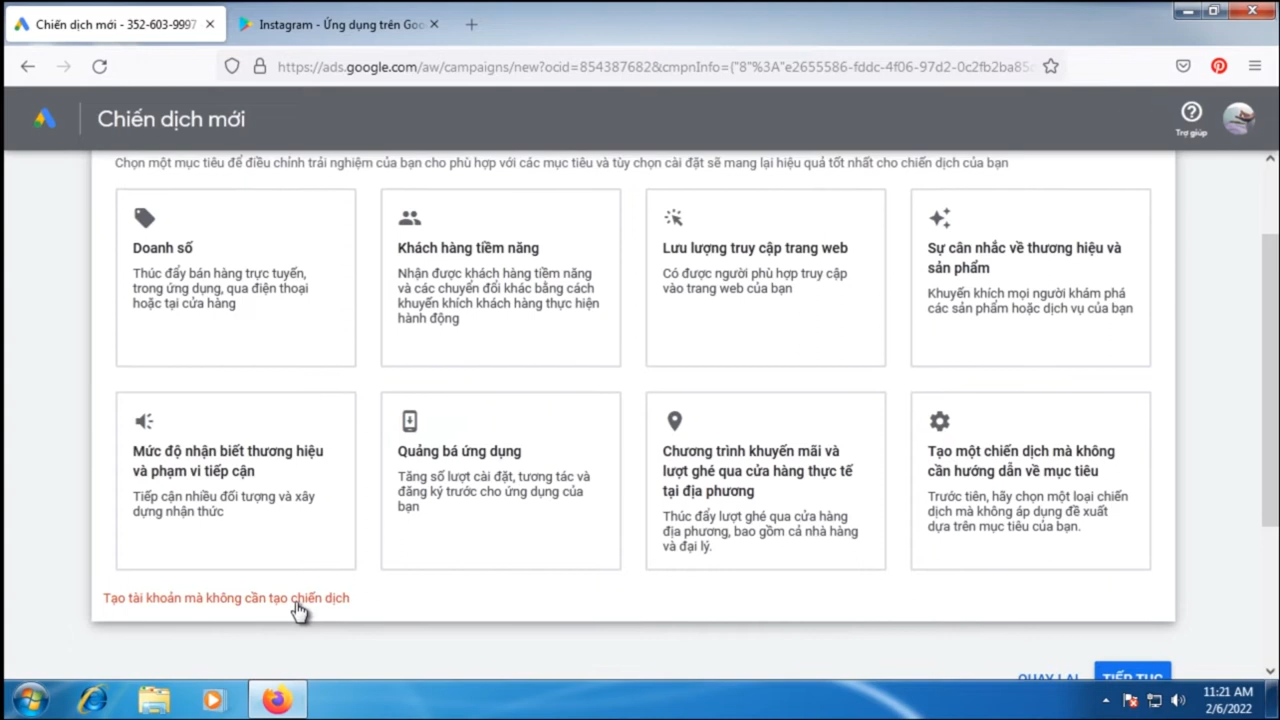 Chiến dịch mới - 352-603-9997
Instagram - Ứng dụng trên Goo
https://ads.google.com/aw/campaigns/new?ocid=854387682&cmpnInfo={"8"%3A"e2655586-fddc-4f06-97d2-0c2fb2ba85
Chiến dịch mới
Trợ giúp
Chọn một mục tiêu để điều chỉnh trải nghiệm của bạn cho phù hợp với các mục tiêu và tùy chọn cài đặt sẽ mang lại hiệu quả tốt nhất cho chiến dịch của bạn
Doanh số
Thúc đẩy bán hàng trực tuyến,
trong ứng dụng, qua điện thoại
hoặc tại cửa hàng
Khách hàng tiềm năng
Nhận được khách hàng tiềm năng
và các chuyển đổi khác bằng cách
khuyến khích khách hàng thực hiện
hành động
Lưu lượng truy cập trang web
Có được người phù hợp truy cập
vào trang web của bạn
Sự cân nhắc về thương hiệu và
sản phẩm
Khuyến khích mọi người khám phá
các sản phẩm hoặc dịch vụ của bạn
Mức độ nhận biết thương hiệu
và phạm vi tiếp cận
Tiếp cận nhiều đối tượng và xây
dựng nhận thức
Quảng bá ứng dụng
Tăng số lượt cài đặt, tương tác và
đăng ký trước cho ứng dụng của
bạn
Chương trình khuyến mãi và
lượt ghé qua cửa hàng thực tế
tại địa phương
Thúc đẩy lượt ghé qua cửa hàng
địa phương, bao gồm cả nhà hàng
và đại lý.
Tạo một chiến dịch mà không
cần hướng dẫn về mục tiêu
Trước tiên, hãy chọn một loại chiến
dịch mà không áp dụng đề xuất
dựa trên mục tiêu của bạn.
Tạo tài khoản mà không cần tạo chiến dịch
QUAY LẠI
TIẾP TỤC
11:21 AM
2/6/2022